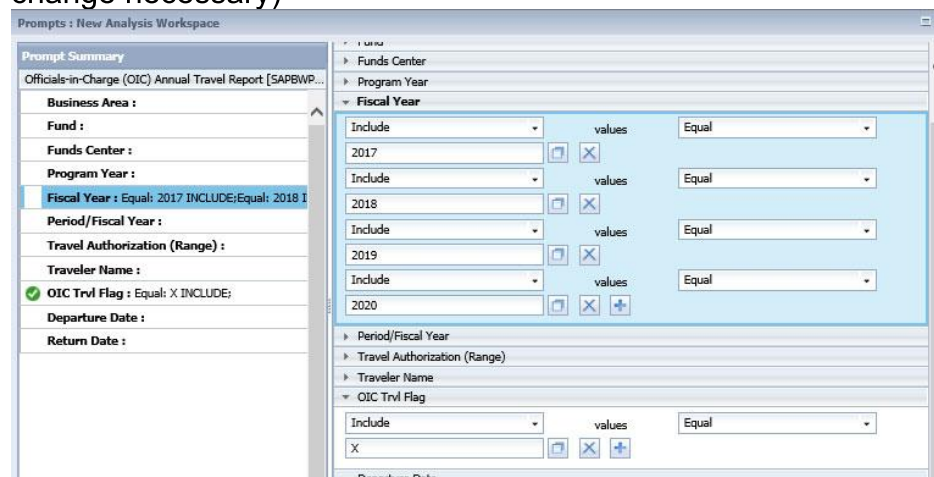 change necessary)
Prompts : New Analysis Workspace
Prompt Summary
Officials-in-Charge (OIC) Annual Travel Report [SAPBWP...
Business Area :
Fund :
Funds Center :
Program Year :
Fiscal Year : Equal: 2017 INCLUDE;Equal: 2018 I
Period/Fiscal Year :
Travel Authorization (Range) :
Traveler Name :
OIC Trvl Flag : Equal: X INCLUDE;
Departure Date :
Return Date :
Fund
Funds Center
Program Year
Fiscal Year
Include values Equal
2017
Include values Equal
2018
Include values Equal
2019
Include values Equal
2020
Period/Fiscal Year
Travel Authorization (Range)
Traveler Name
OIC Trvl Flag
Include values Equal
X
Departure Date